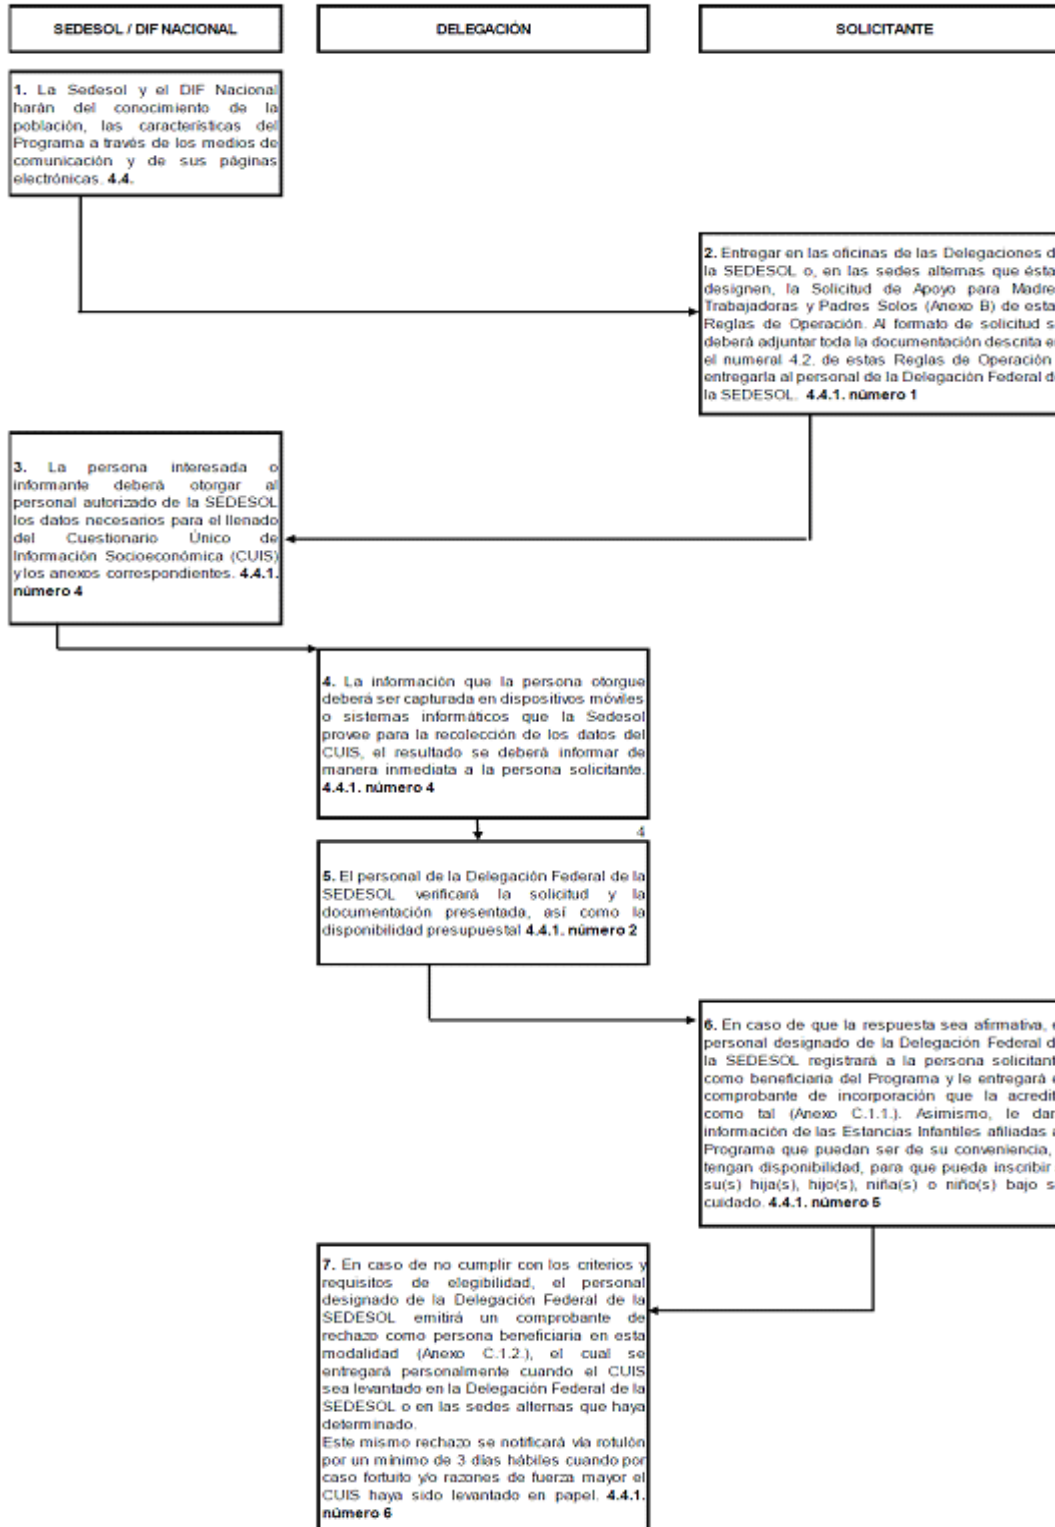 SEDESOL / DIF NACIONAL
DELEGACIÓN
SOLICITANTE
1. La Sedesol y el DIF Nacional
harán del conocimiento de la
población, las características del
Programa a través de los medios de
comunicación y de sus páginas
electrónicas. 4.4.
2. Entregar en las oficinas de las Delegaciones d
la SEDESOL o, en las sedes alternas que ésta
designen, la Solicitud de Apoyo para Madre
Trabajadoras y Padres Solos (Anexo B) de esta
Reglas de Operación. Al formato de solicitud s
deberá adjuntar toda la documentación descrita e
el numeral 4.2. de estas Reglas de Operación
entregarla al personal de la Delegación Federal d
la SEDESOL. 4.4.1. número 1
3. La persona interesada o
informante deberá otorgar al
personal autorizado de la SEDESOL
los datos necesarios para el llenado
del Cuestionario Único de
Información Socioeconómica (CUIS)
y los anexos correspondientes. 4.4.1.
número 4
4. La información que la persona otorgue
deberá ser capturada en dispositivos móviles
o sistemas informáticos que la Sedesol
provee para la recolección de los datos del
CUIS, el resultado se deberá informar de
manera inmediata a la persona solicitante.
4.4.1. número 4
4
5. El personal de la Delegación Federal de la
SEDESOL verificará la solicitud y la
documentación presentada, así como la
disponibilidad presupuestal 4.4.1. número 2
6. En caso de que la respuesta sea afirmativa, e
personal designado de la Delegación Federal d
la SEDESOL registrará a la persona solicitant
como beneficiaria del Programa y le entregará e
comprobante de incorporación que la acredit
como tal (Anexo C.1.1.). Asimismo, le dar
información de las Estancias Infantiles afiliadas a
Programa que puedan ser de su conveniencia,
tengan disponibilidad, para que pueda inscribir
su(s) hija(s), hijo(s), niña(s) o niño(s) bajo s
cuidado. 4.4.1. número 5
7. En caso de no cumplir con los criterios y
requisitos de elegibilidad, el personal
designado de la Delegación Federal de la
SEDESOL emitirá un comprobante de
rechazo como persona beneficiaria en esta
modalidad (Anexo C.1.2.), el cual se
entregará personalmente cuando el CUIS
sea levantado en la Delegación Federal de la
SEDESOL o en las sedes alternas que haya
determinado.
Este mismo rechazo se notificará vía rotulón
por un mínimo de 3 días hábiles cuando por
caso fortuito y/o razones de fuerza mayor el
CUIS haya sido levantado en papel. 4.4.1.
número 6